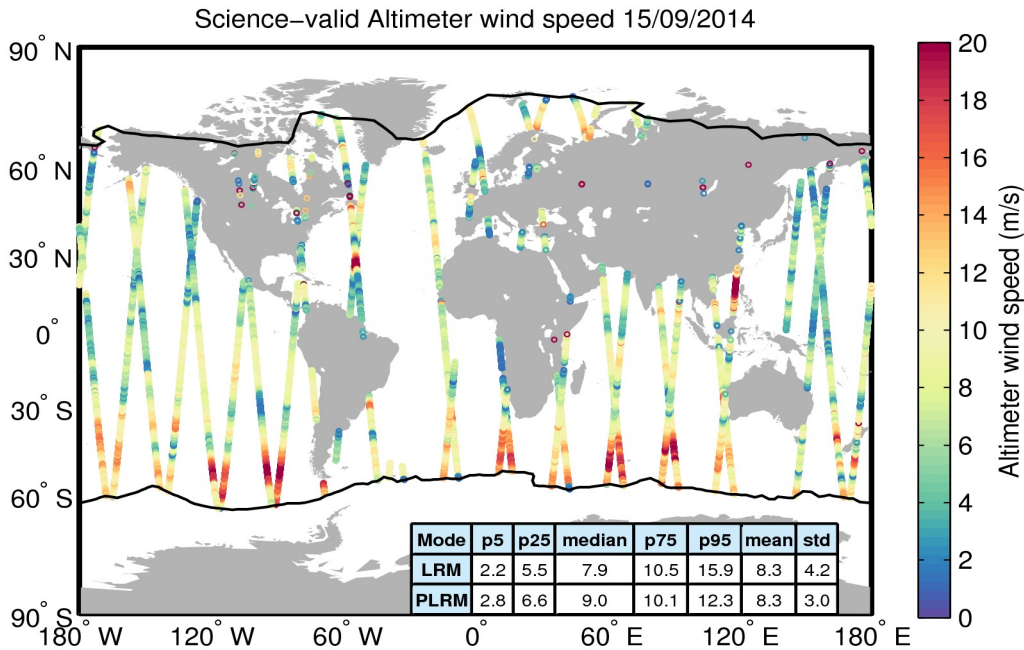 Science−valid Altimeter wind speed 15/09/2014
90° N
60° N
30° N
0°
30° S
60° S
90° S
180° W
120° W
60° W
0°
60° E
120° E
180° E
Mode p5 p25 median p75 p95 mean std
LRM 2.2 5.5 7.9 10.5 15.9 8.3 4.2
PLRM 2.8 6.6 9.0 10.1 12.3 8.3 3.0
20
18
16
14
12
10
8
6
4
2
0
Altimeter wind speed (m/s)